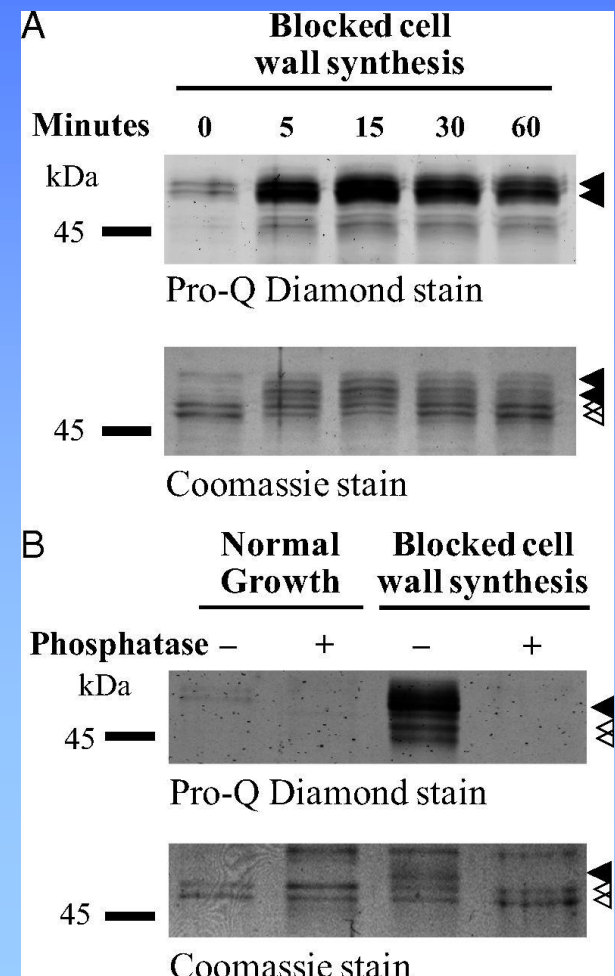 A
Blocked cell
wall synthesis
Minutes 0 5 15 30 60
kDa
45
Pro-Q Diamond stain
45
Coomassie stain
B
Normal Growth Blocked cell wall synthesis
Phosphatase – + – +
kDa
45
Pro-Q Diamond stain
45
Coomassie stain